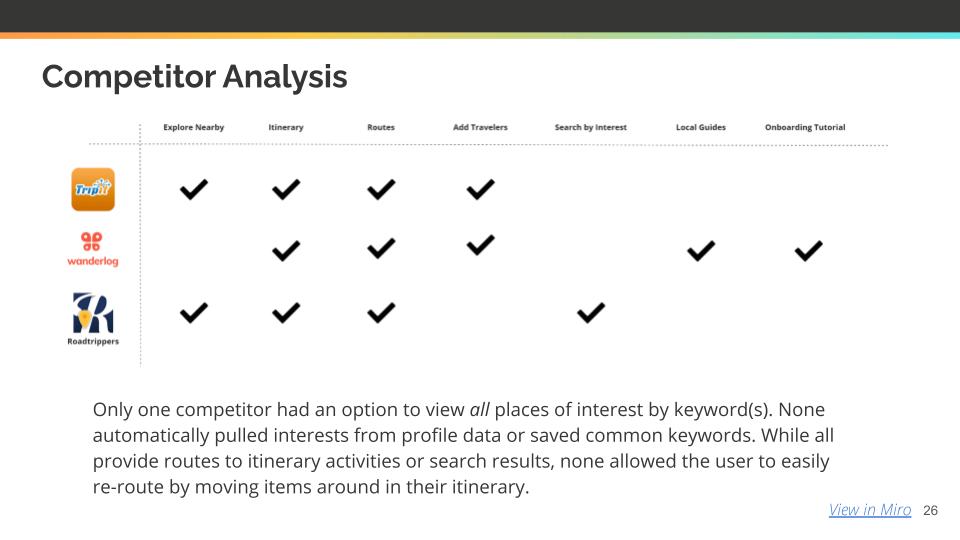 Competitor Analysis
Explore Nearby Itinerary Routes Add Travelers Search by Interest Local Guides Onboarding Tutorial
TripIt
wanderlog
Roadtrippers
Only one competitor had an option to view all places of interest by keyword(s). None
automatically pulled interests from profile data or saved common keywords. While all
provide routes to itinerary activities or search results, none allowed the user to easily
re-route by moving items around in their itinerary.
View in Miro 26